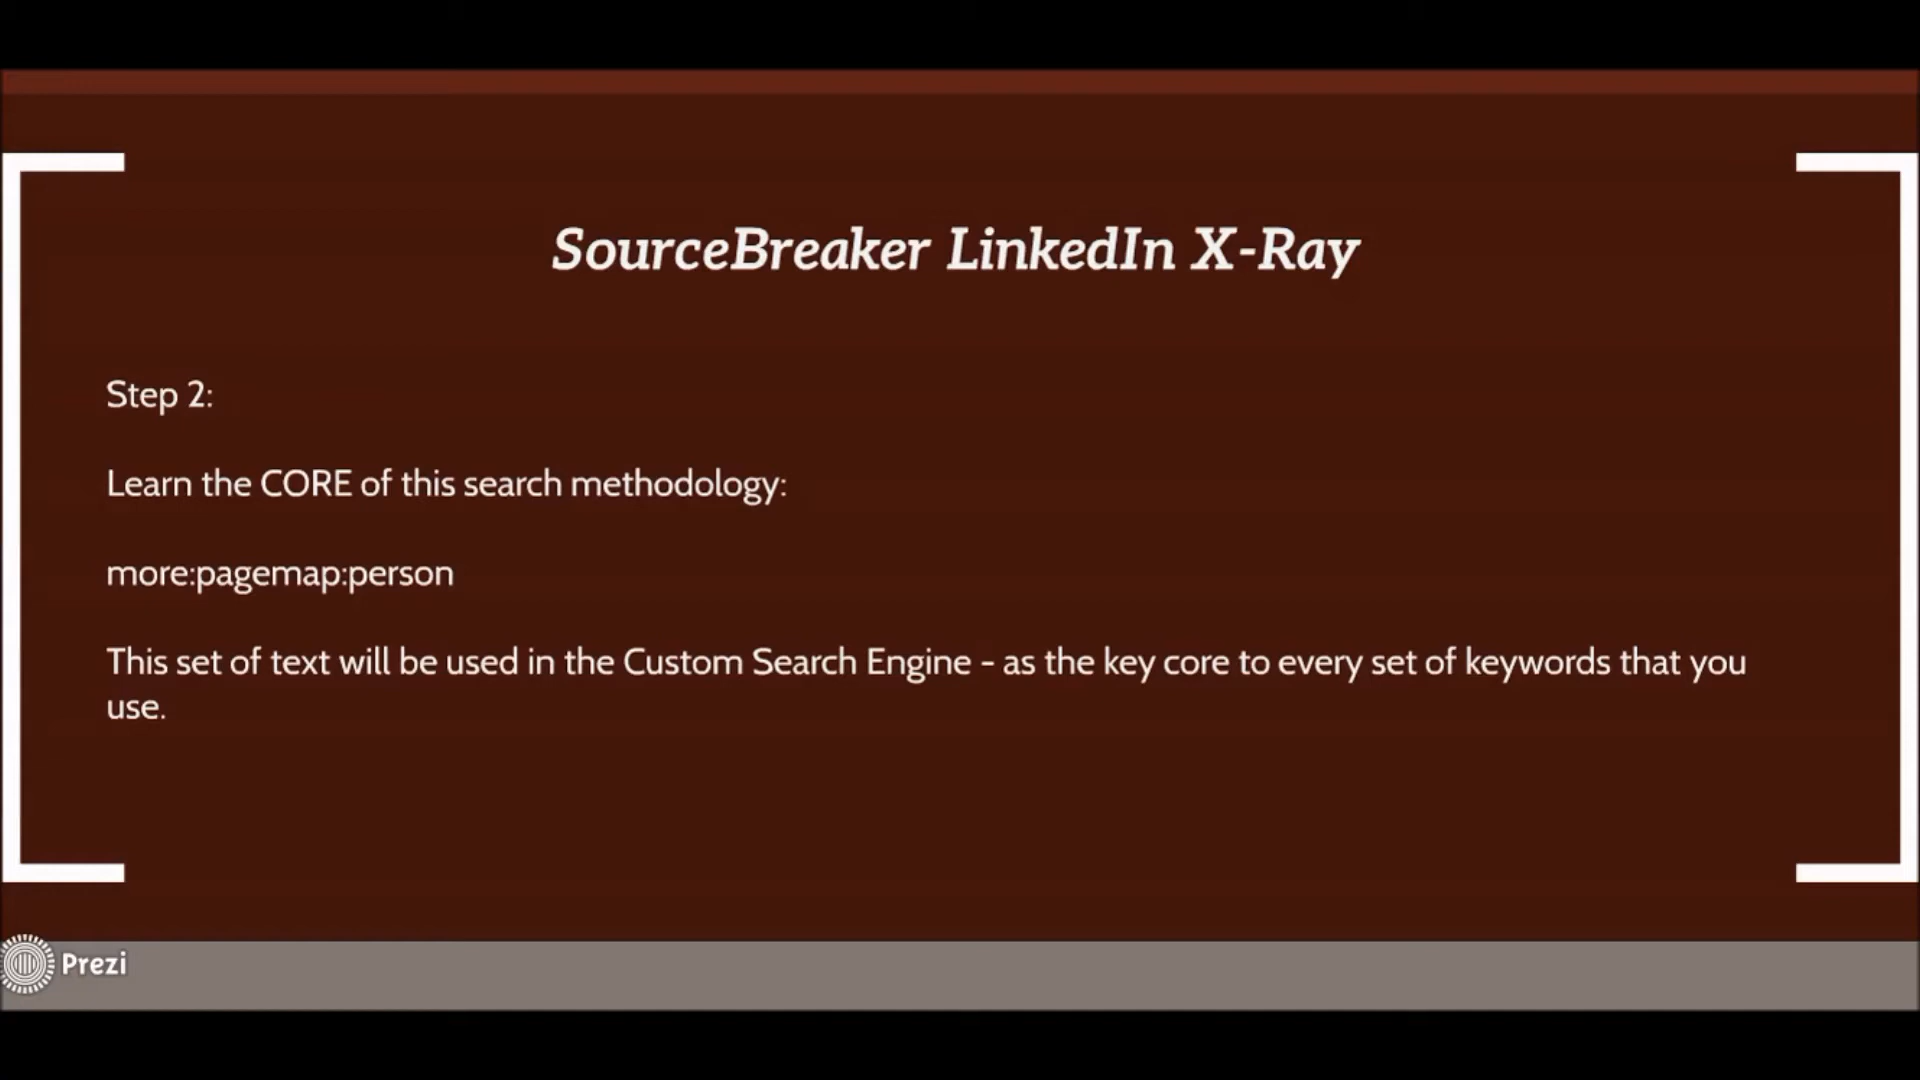 SourceBreaker LinkedIn X-Ray
Step 2:
Learn the CORE of this search methodology:
more:pagemap:person
This set of text will be used in the Custom Search Engine - as the key core to every set of keywords that you
use.
Prezi